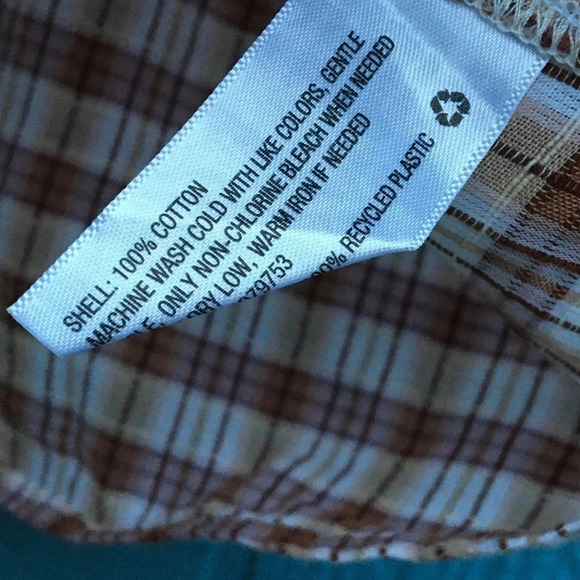 SHELL: 100% COTTON
MACHINE WASH COLD WITH LIKE COLORS, GENTLE
ONLY NON-CHLORINE BLEACH WHEN NEEDED
LOW, WARM IRON IF NEEDED
79753
RECYCLED PLASTIC